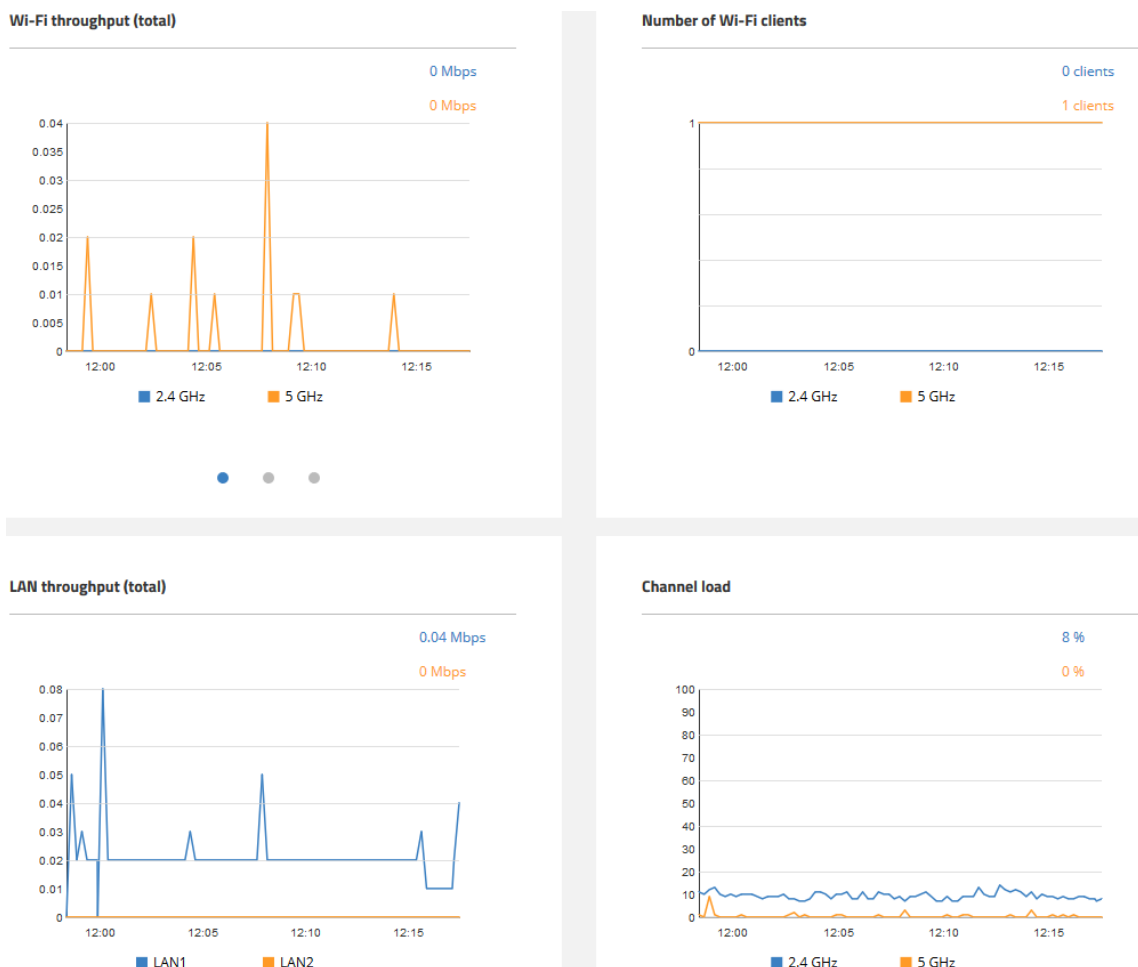 Wi-Fi throughput (total)
0 Mbps
0 Mbps
0.04
0.035
0.03
0.025
0.02
0.015
0.01
0.005
0
12:00 12:05 12:10 12:15
2.4 GHz 5 GHz
Number of Wi-Fi clients
0 clients
1 clients
1
0
12:00 12:05 12:10 12:15
2.4 GHz 5 GHz
LAN throughput (total)
0.04 Mbps
0 Mbps
0.08
0.07
0.06
0.05
0.04
0.03
0.02
0.01
0
12:00 12:05 12:10 12:15
LAN1 LAN2
Channel load
8 %
0 %
100
90
80
70
60
50
40
30
20
10
0
12:00 12:05 12:10 12:15
2.4 GHz 5 GHz